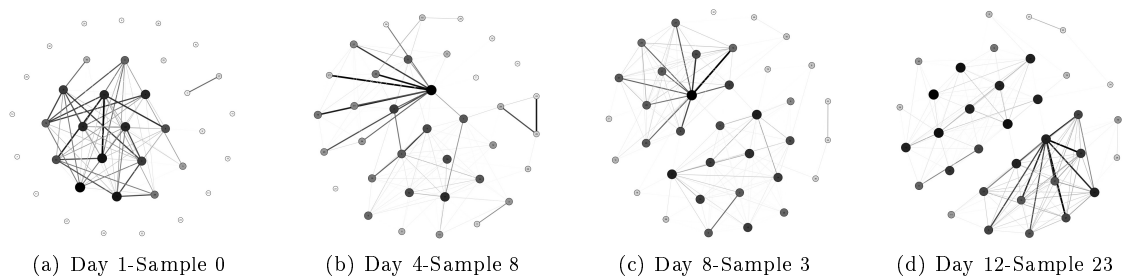 (a) Day 1-Sample 0
(b) Day 4-Sample 8
(c) Day 8-Sample 3
(d) Day 12-Sample 23